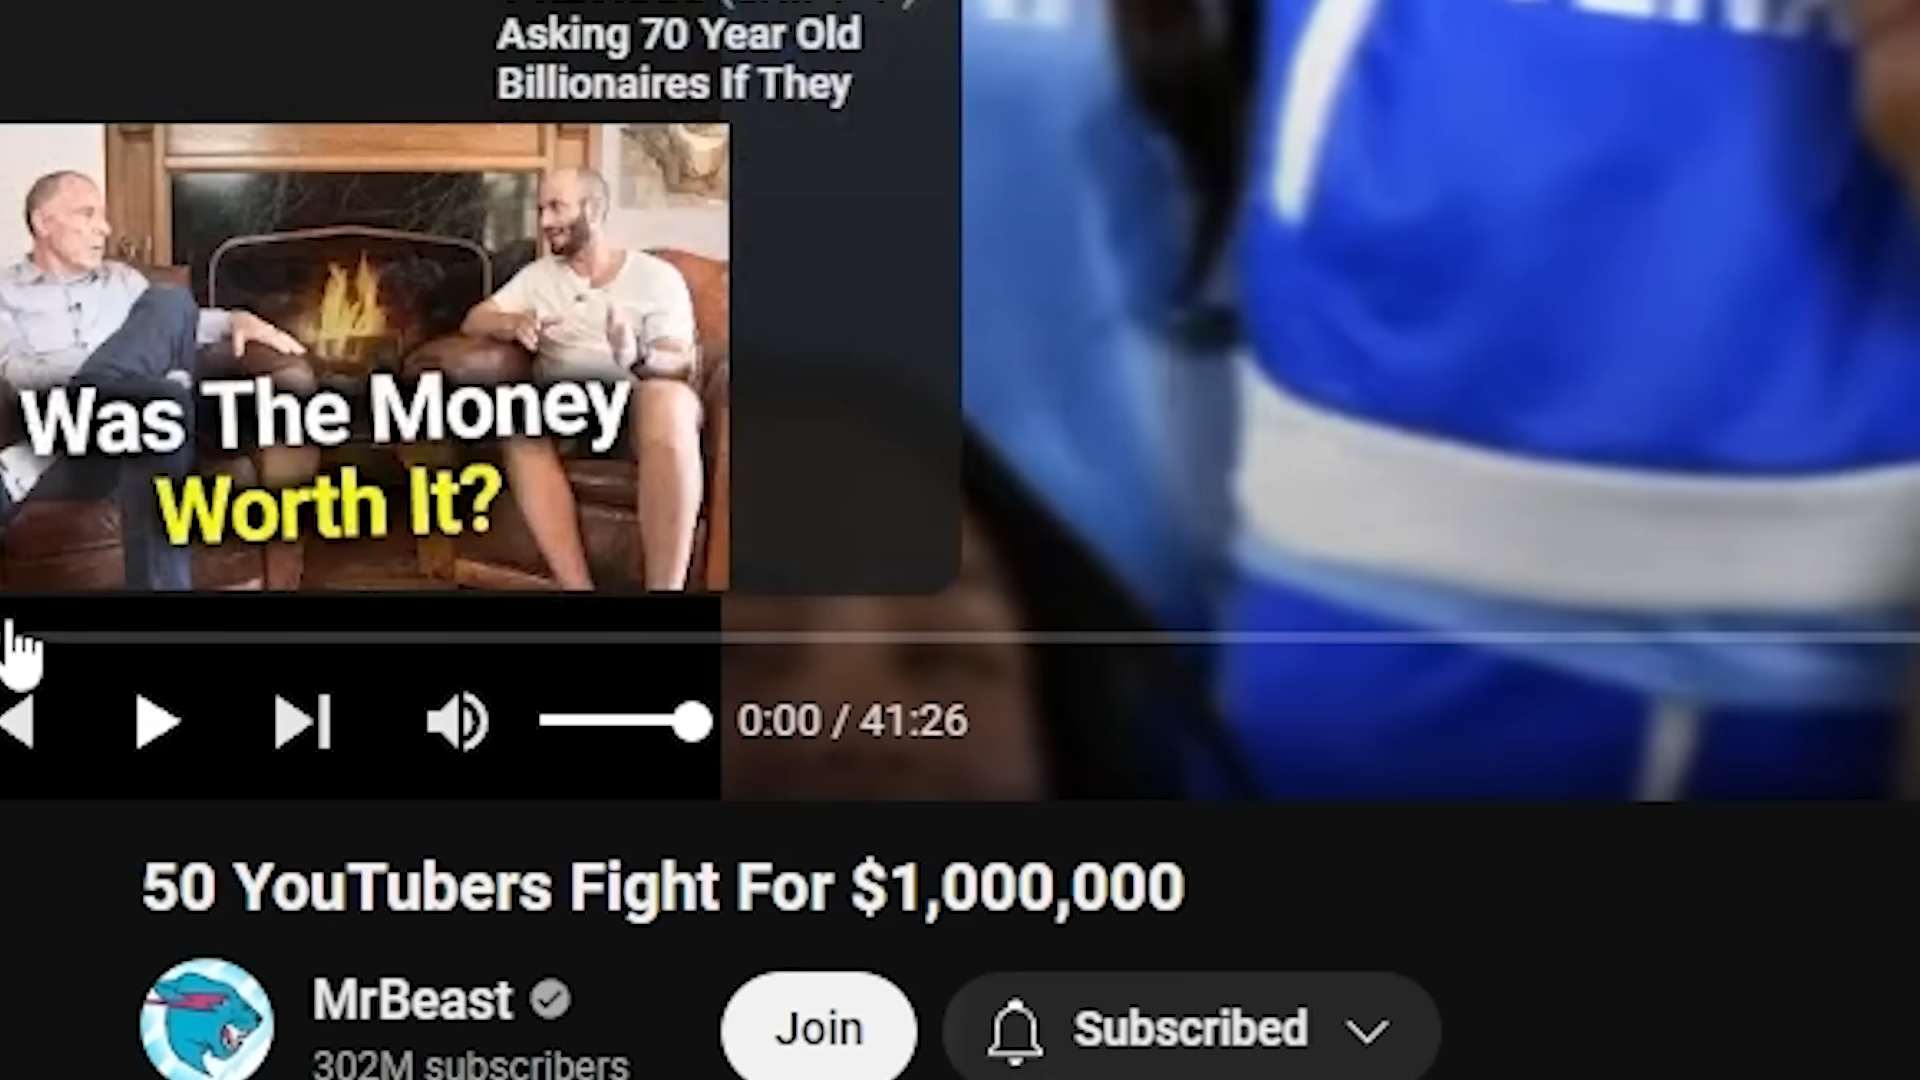 Asking 70 Year Old
Billionaires If They
Was The Money
Worth It?
0:00 / 41:26
50 YouTubers Fight For $1,000,000
MrBeast
302M subscribers
Join
Subscribed